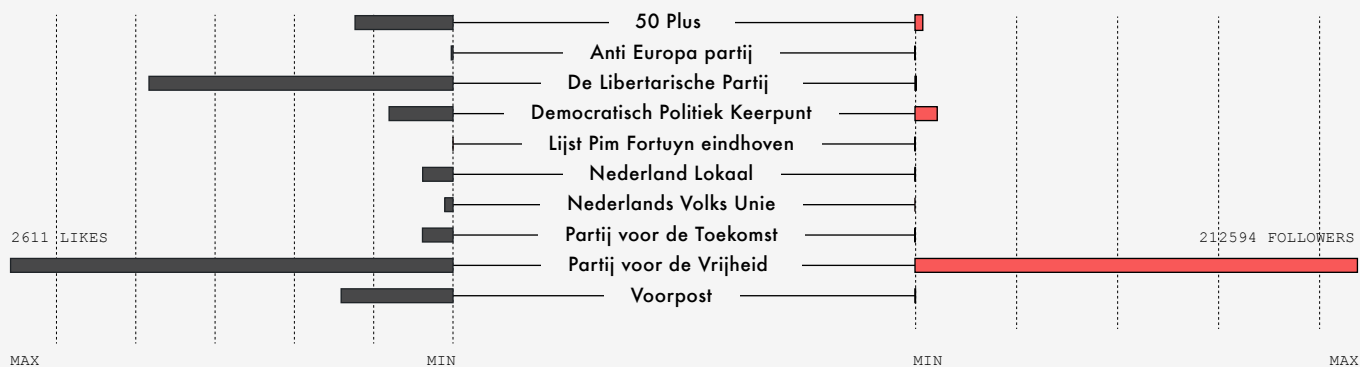 50 Plus
Anti Europa partij
De Libertarische Partij
Democratisch Politiek Keerpunt
Lijst Pim Fortuyn eindhoven
Nederland Lokaal
Nederlands Volks Unie
2611 LIKES Partij voor de Toekomst 212594 FOLLOWERS
Partij voor de Vrijheid
Voorpost
MAX MIN MIN MAX